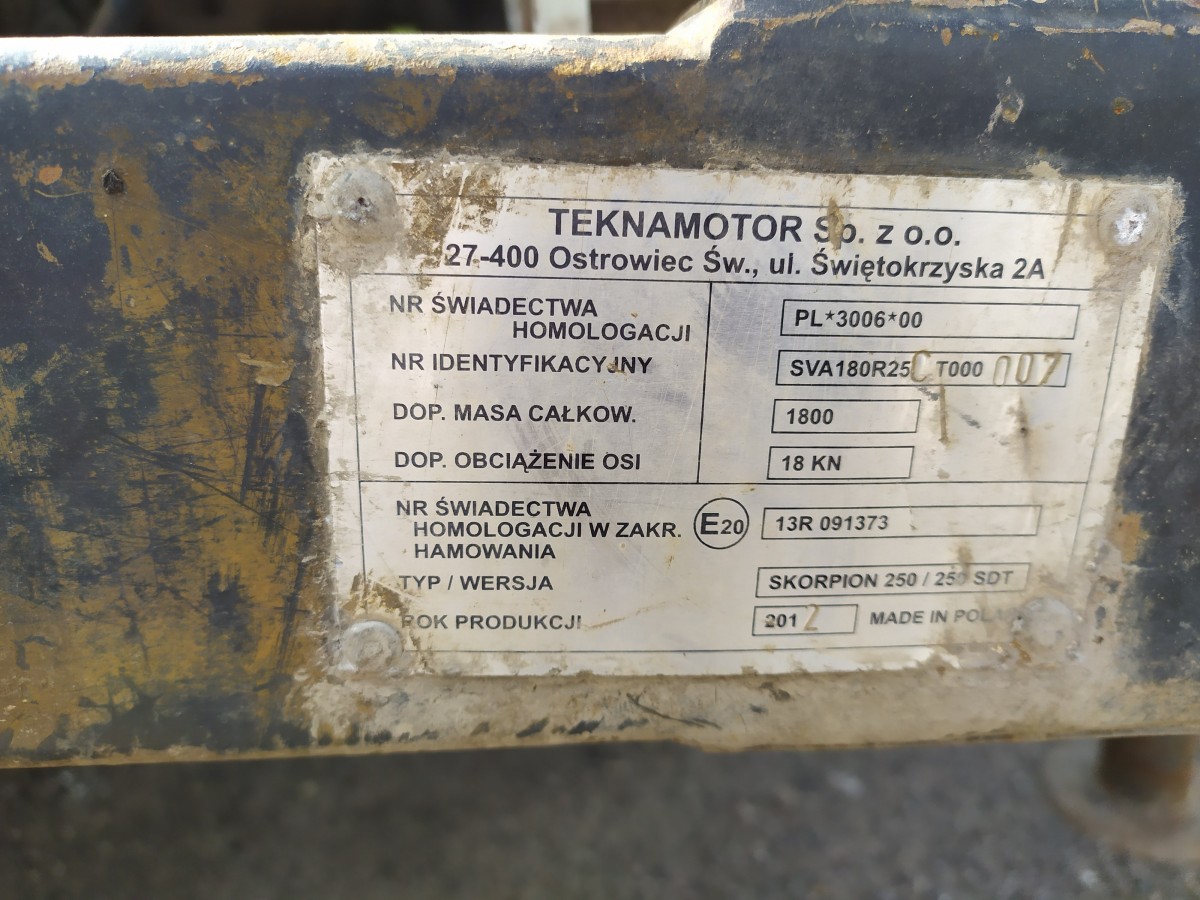 TEKNAMOTOR Sp. z o.o.
27-400 Ostrowiec Św., ul. Świętokrzyska 2A
NR ŚWIADECTWA
HOMOLOGACJI
PL*3006*00
NR IDENTYFIKACYJNY
SVA180R25CT000007
DOP. MASA CAŁKOW.
1800
DOP. OBCIĄŻENIE OSI
18 KN
NR ŚWIADECTWA
HOMOLOGACJI W ZAKR.
HAMOWANIA
E20
13R 091373
TYP / WERSJA
SKORPION 250 / 250 SDT
ROK PRODUKCJI
2012
MADE IN POLA